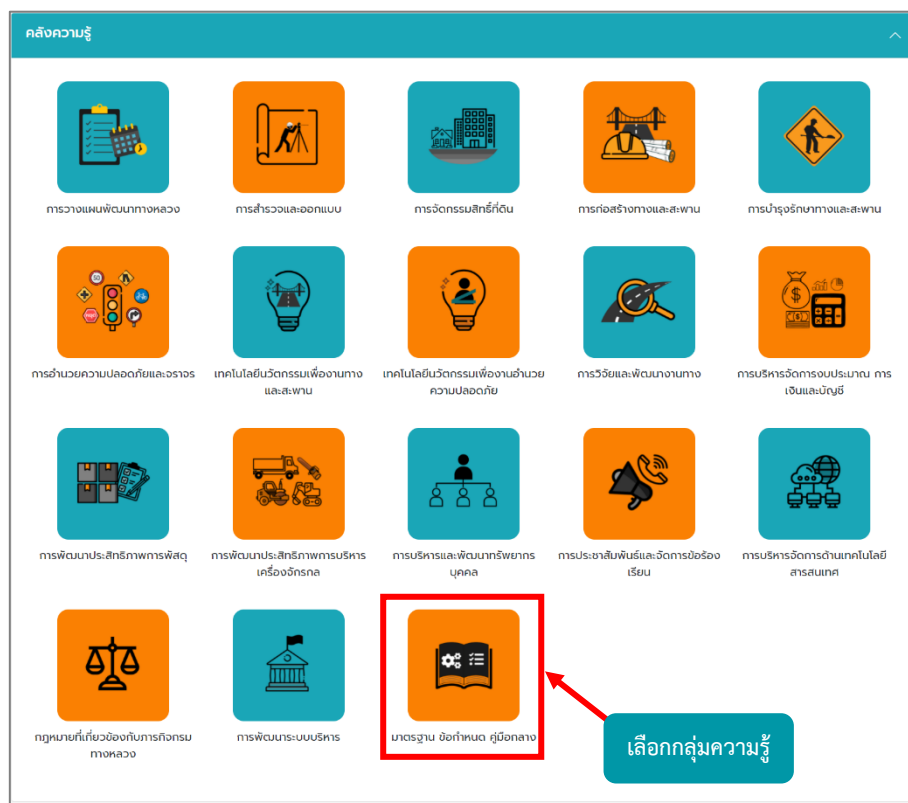 คลังความรู้
การวางแผนพัฒนาทางหลวง
การสำรวจและออกแบบ
การจัดกรรมสิทธิ์ที่ดิน
การก่อสร้างทางและสะพาน
การบำรุงรักษาทางและสะพาน
การอำนวยความปลอดภัยและจราจร
เทคโนโลยีนวัตกรรมเพื่องานทาง
และสะพาน
เทคโนโลยีนวัตกรรมเพื่องานอำนวย
ความปลอดภัย
การวิจัยและพัฒนางานทาง
การบริหารจัดการงบประมาณ การ
เงินและบัญชี
การพัฒนาประสิทธิภาพการพัสดุ
การพัฒนาประสิทธิภาพการบริหาร
เครื่องจักรกล
การบริหารและพัฒนาทรัพยากร
บุคคล
การประชาสัมพันธ์และจัดการข้อร้อง
เรียน
การบริหารจัดการด้านเทคโนโลยี
สารสนเทศ
กฎหมายที่เกี่ยวข้องกับภารกิจกรม
ทางหลวง
การพัฒนาระบบบริหาร
มาตรฐาน ข้อกำหนด คู่มือกลาง
เลือกกลุ่มความรู้